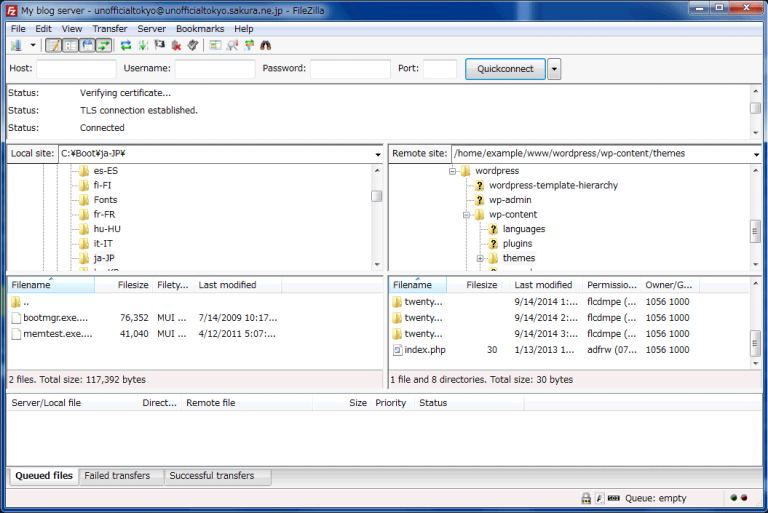 My blog server - unofficialtokyo@unofficialtokyo.sakura.ne.jp - FileZilla
File Edit View Transfer Server Bookmarks Help
Host: Username: Password: Port: Quickconnect
Status: Verifying certificate...
Status: TLS connection established.
Status: Connected
Local site: C:¥Boot¥ja-JP¥
es-ES
fi-FI
Fonts
fr-FR
hu-HU
it-IT
ja-JP
Remote site: /home/example/www/wordpress/wp-content/themes
wordpress
wordpress-template-hierarchy
wp-admin
wp-content
languages
plugins
themes
Filename Filesize Filety... Last modified
..
bootmgr.exe.... 76,352 MUI ... 7/14/2009 10:17...
memtest.exe.... 41,040 MUI ... 4/12/2011 5:07:...
2 files. Total size: 117,392 bytes
Filename Filesize Last modified Permissio... Owner/G...
twenty... 9/14/2014 1:... flcdmpe (... 1056 1000
twenty... 9/14/2014 2:... flcdmpe (... 1056 1000
twenty... 9/14/2014 3:... flcdmpe (... 1056 1000
index.php 30 1/13/2013 1... adfrw (07... 1056 1000
1 file and 8 directories. Total size: 30 bytes
Server/Local file Direct... Remote file Size Priority Status
Queued files Failed transfers Successful transfers
Queue: empty